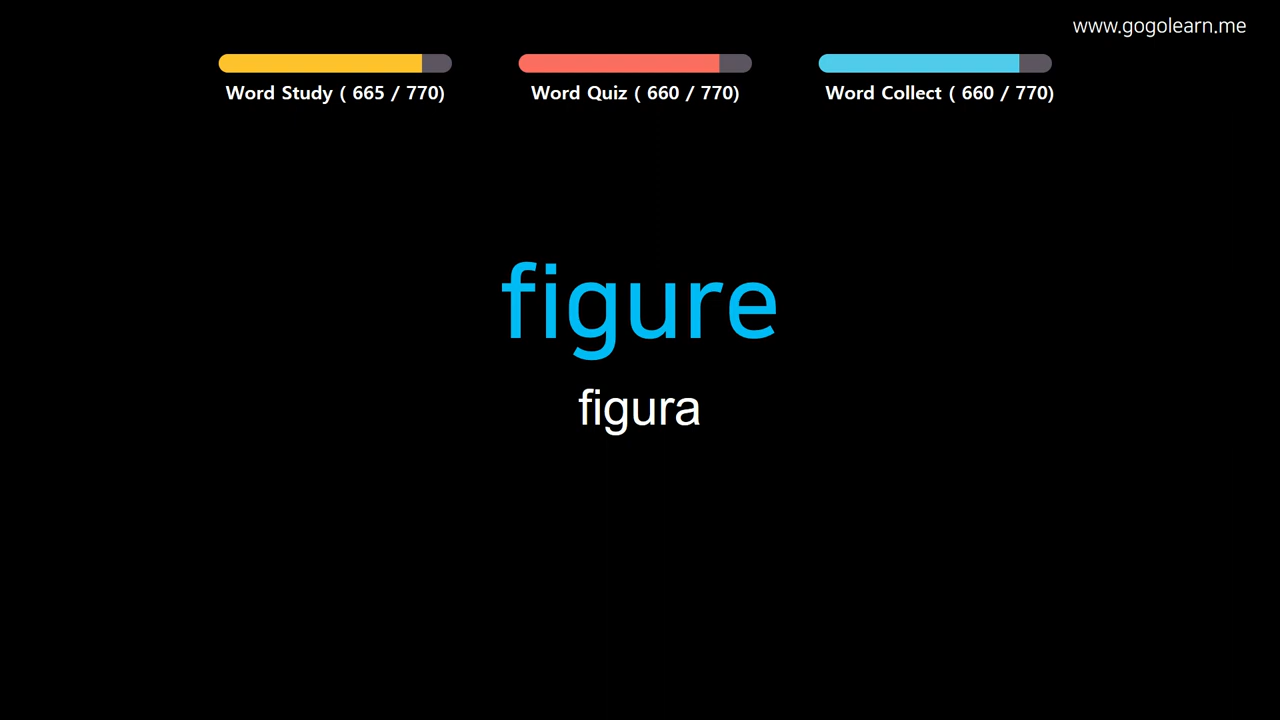 www.gogolearn.me
Word Study ( 665 / 770)
Word Quiz ( 660 / 770)
Word Collect ( 660 / 770)
figure
figura